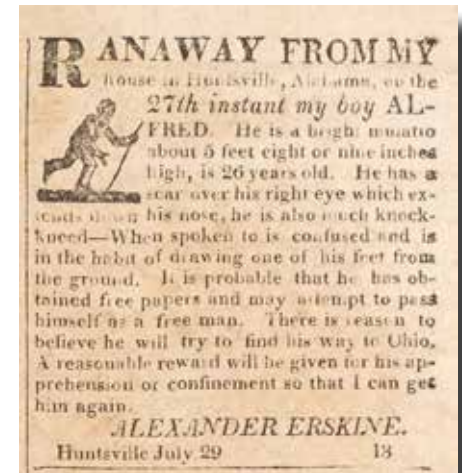 RANAWAY FROM MY
house in Huntsville, Alabama, on the
27th instant my boy AL-
FRED. He is a bright mulatto
about 5 feet eight or nine inches
high, is 26 years old. He has a
scar over his right eye which ex-
tends down his nose, he is also much knock-
kneed—When spoken to is confused and is
in the habit of drawing one of his feet from
the ground. It is probable that he has ob-
tained free papers and may attempt to pass
himself as a free man. There is reason to
believe he will try to find his way to Ohio.
A reasonable reward will be given for his ap-
prehension or confinement so that I can get
him again.
ALEXANDER ERSKINE.
Huntsville July 29 13